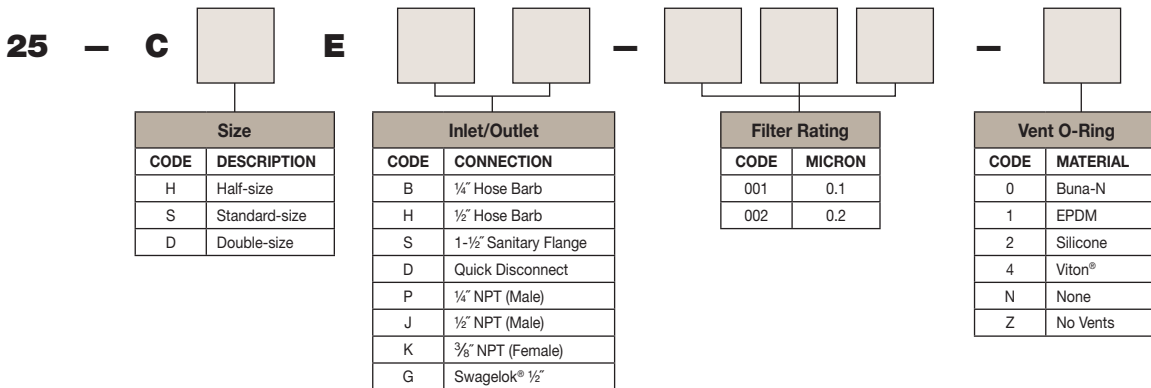 25 – C E – –
Size
CODE DESCRIPTION
H Half-size
S Standard-size
D Double-size
Inlet/Outlet
CODE CONNECTION
B ¼˝ Hose Barb
H ½˝ Hose Barb
S 1-½˝ Sanitary Flange
D Quick Disconnect
P ¼˝ NPT (Male)
J ½˝ NPT (Male)
K ⅜˝ NPT (Female)
G Swagelok® ½˝
Filter Rating
CODE MICRON
001 0.1
002 0.2
Vent O-Ring
CODE MATERIAL
0 Buna-N
1 EPDM
2 Silicone
4 Viton®
N None
Z No Vents